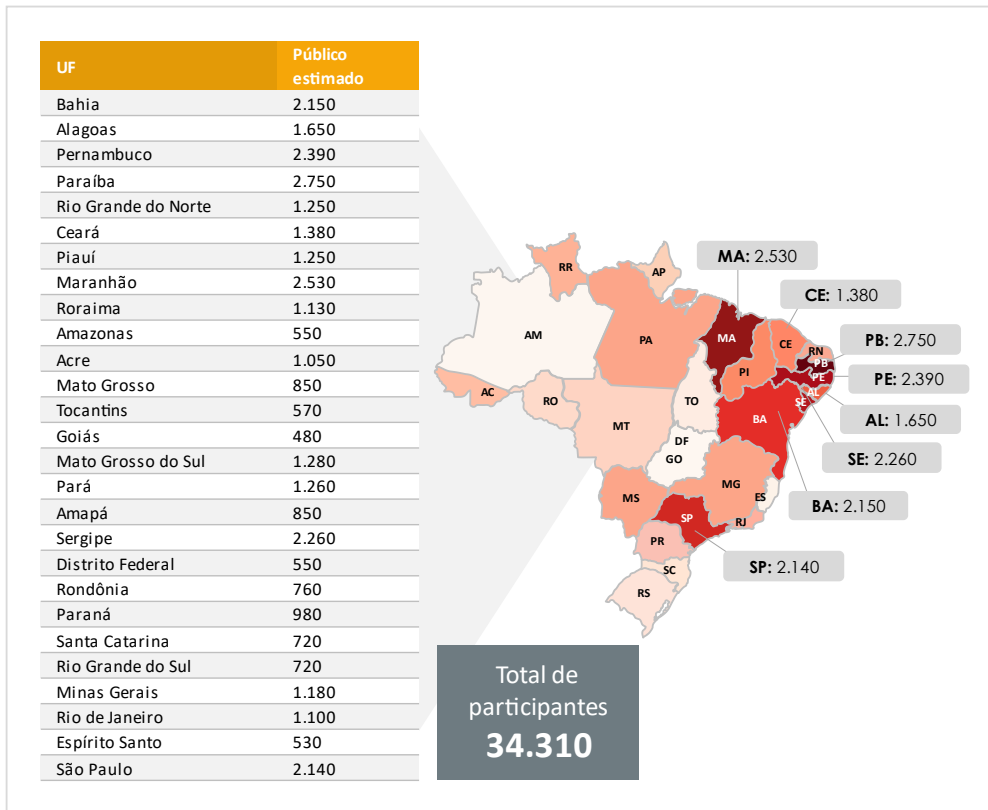 UF Público estimado
Bahia 2.150
Alagoas 1.650
Pernambuco 2.390
Paraíba 2.750
Rio Grande do Norte 1.250
Ceará 1.380
Piauí 1.250
Maranhão 2.530
Roraima 1.130
Amazonas 550
Acre 1.050
Mato Grosso 850
Tocantins 570
Goiás 480
Mato Grosso do Sul 1.280
Pará 1.260
Amapá 850
Sergipe 2.260
Distrito Federal 550
Rondônia 760
Paraná 980
Santa Catarina 720
Rio Grande do Sul 720
Minas Gerais 1.180
Rio de Janeiro 1.100
Espírito Santo 530
São Paulo 2.140
RR
AP
AM
PA
MA
CE
RN
PB
PE
AL
SE
PI
AC
RO
TO
BA
MT
DF
GO
MG
ES
MS
SP
RJ
PR
SC
RS
MA: 2.530
CE: 1.380
PB: 2.750
PE: 2.390
AL: 1.650
SE: 2.260
BA: 2.150
SP: 2.140
Total de
participantes
34.310